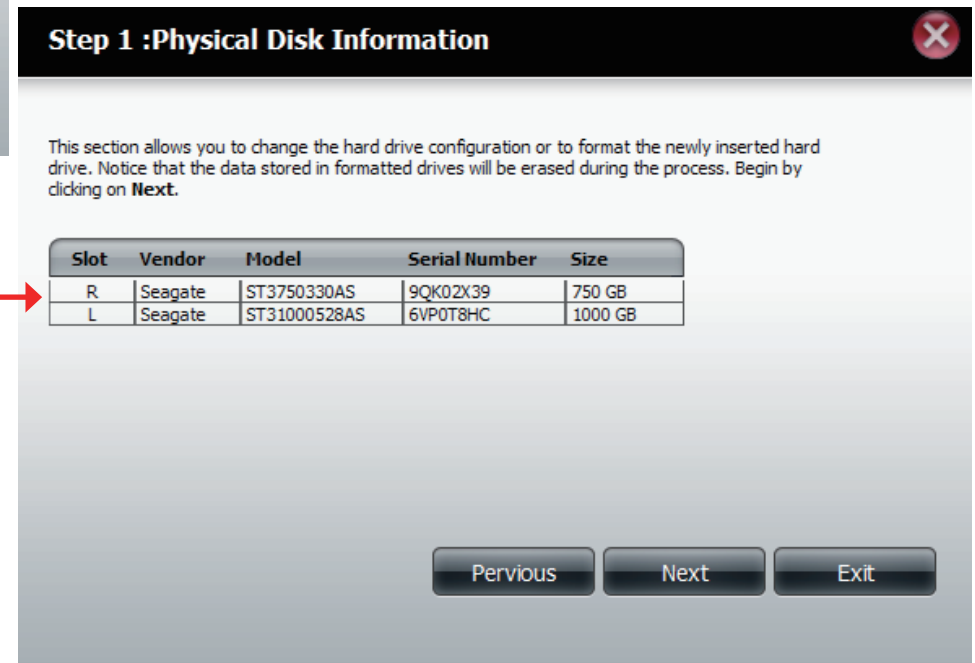 Step 1 :Physical Disk Information
This section allows you to change the hard drive configuration or to format the newly inserted hard
drive. Notice that the data stored in formatted drives will be erased during the process. Begin by
clicking on Next.
Slot Vendor Model Serial Number Size
R Seagate ST3750330AS 9QK02X39 750 GB
L Seagate ST31000528AS 6VP0T8HC 1000 GB
Pervious Next Exit